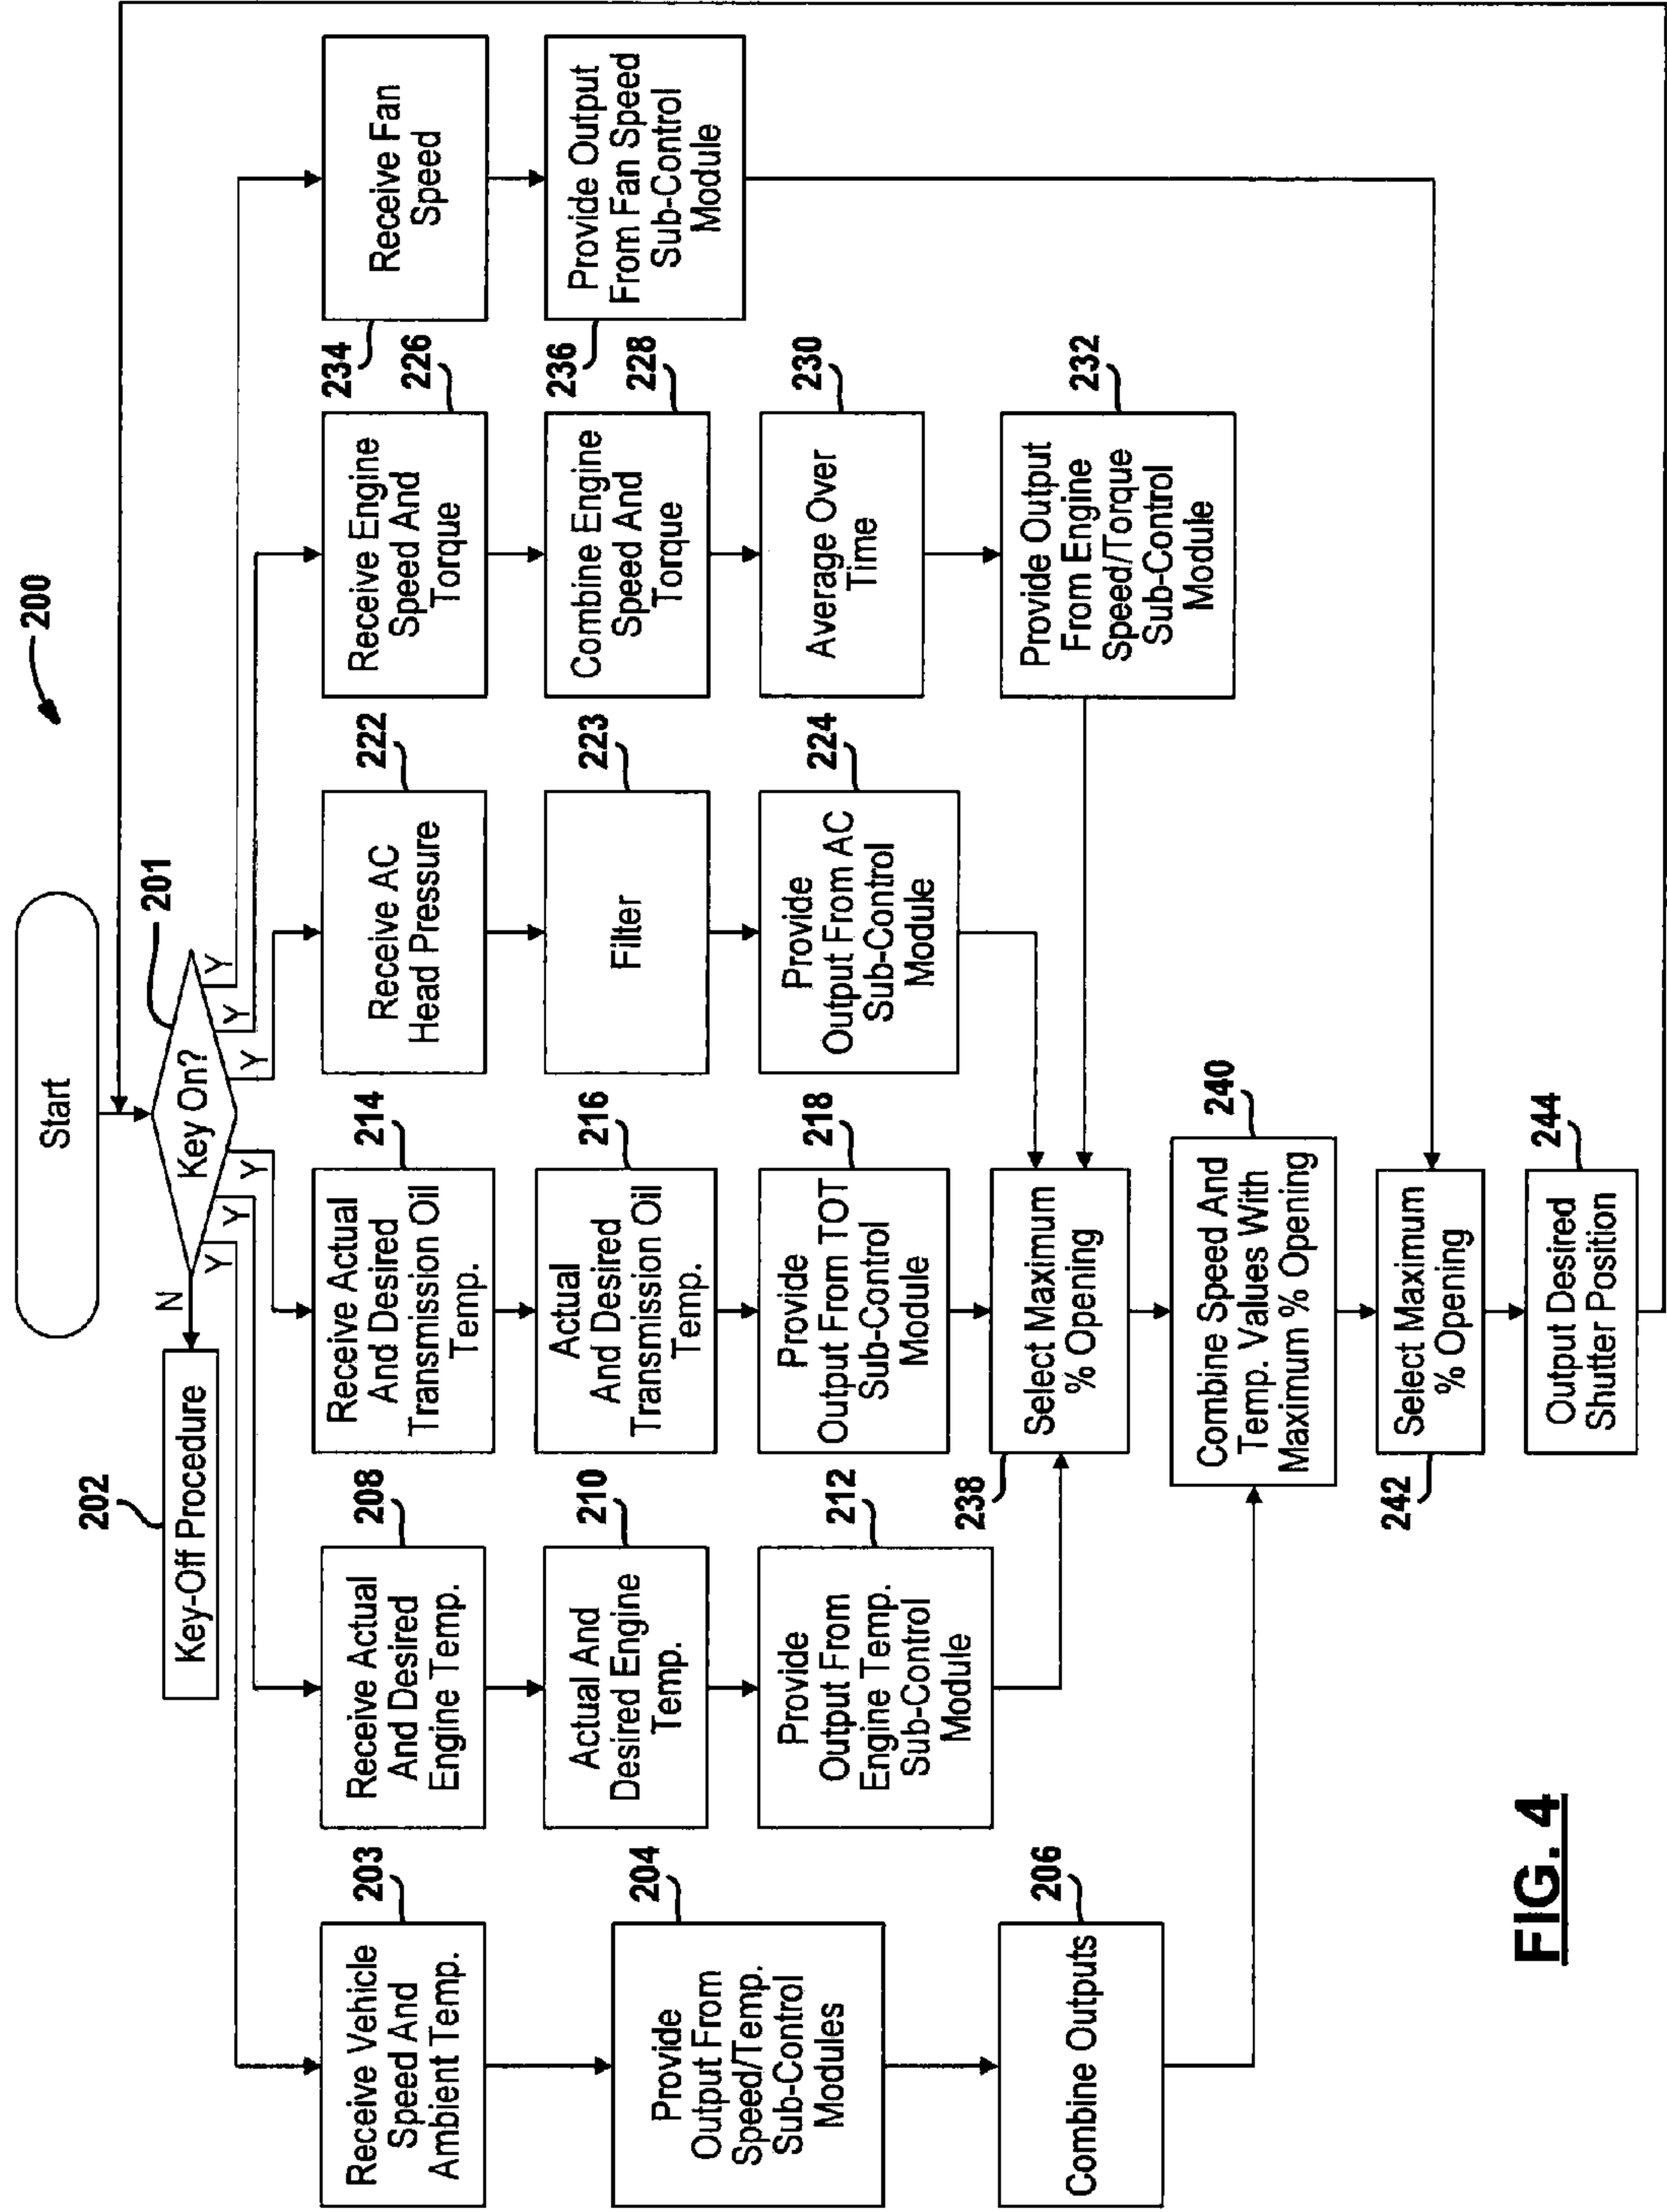 200
Start
201
Key On?
N
Y
Y
Y
Y
Y
Y
202
Key-Off Procedure
203
Receive Vehicle
Speed And
Ambient Temp.
204
Provide
Output From
Speed/Temp.
Sub-Control
Modules
206
Combine Outputs
208
Receive Actual
And Desired
Engine Temp.
210
Actual And
Desired Engine
Temp.
212
Provide
Output From
Engine Temp.
Sub-Control
Module
214
Receive Actual
And Desired
Transmission Oil
Temp.
216
Actual
And Desired
Transmission Oil
Temp.
218
Provide
Output From TOT
Sub-Control
Module
222
Receive AC
Head Pressure
223
Filter
224
Provide
Output From AC
Sub-Control
Module
226
Receive Engine
Speed And
Torque
228
Combine Engine
Speed And
Torque
230
Average Over
Time
232
Provide Output
From Engine
Speed/Torque
Sub-Control
Module
234
Receive Fan
Speed
236
Provide Output
From Fan Speed
Sub-Control
Module
238
Select Maximum
% Opening
240
Combine Speed And
Temp. Values With
Maximum % Opening
242
Select Maximum
% Opening
244
Output Desired
Shutter Position
FIG. 4